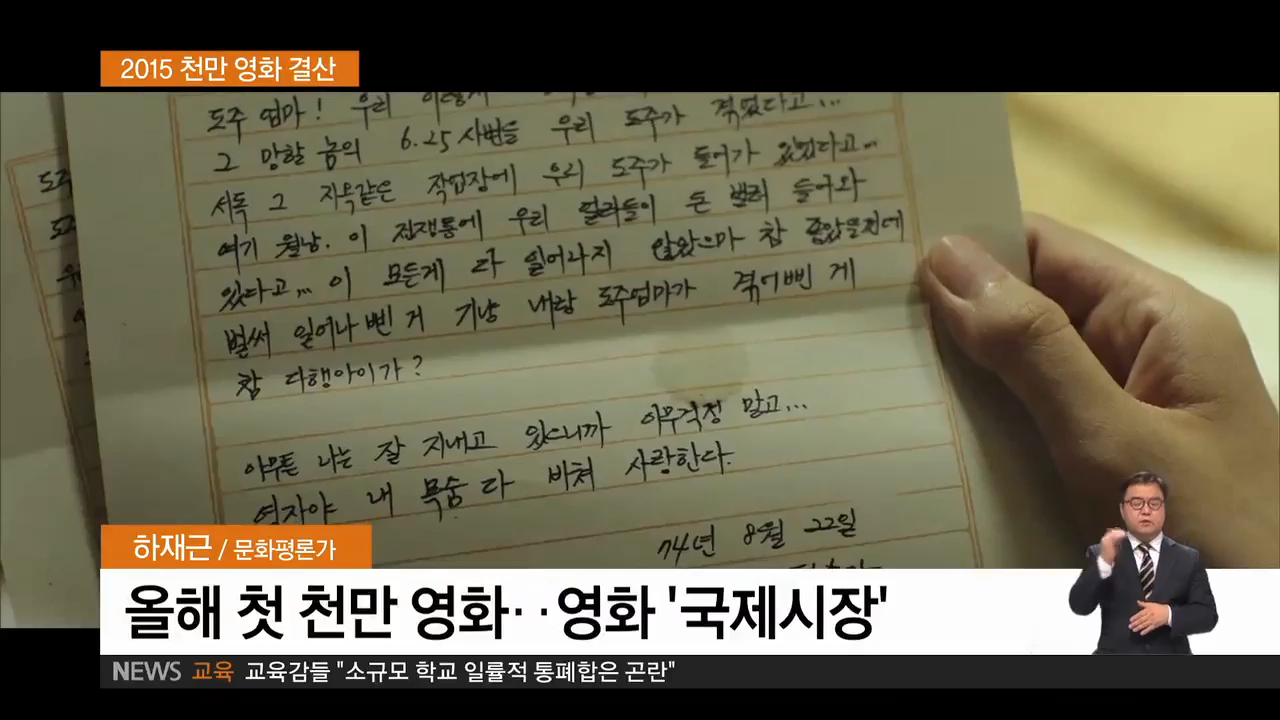 2015 천만 영화 결산
도주 엄마! 우리
그 망할 놈의 6.25 사변을 우리 도주가 겪었다고...
서독 그 지옥같은 작업장에 우리 도주가 들어가 있었다고...
여기 월남. 이 전쟁통에 우리 얼라들이 돈 벌러 들어와
있다고... 이 모든게 다 일어나지 않았으마 참 좋았을낀데
벌써 일어나삔 거 기냥 내랑 도주엄마가 겪어삔 게
참 다행아이가?
아무튼 나는 잘 지내고 있으니까 아무걱정 말고...
영자야 내 목숨 다 바쳐 사랑한다.
74년 8월 22일
하재근 / 문화평론가
올해 첫 천만 영화‥영화 '국제시장'
NEWS 교육 교육감들 "소규모 학교 일률적 통폐합은 곤란"